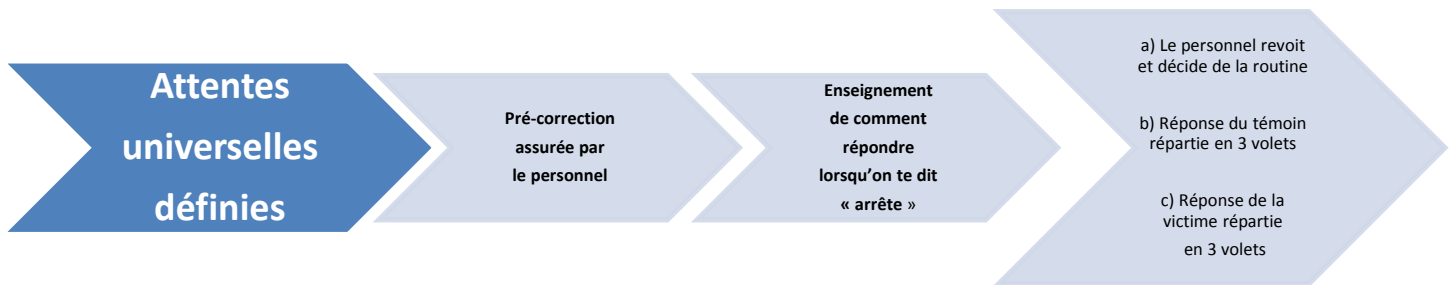 Attentes
universelles
définies
Pré-correction
assurée par
le personnel
Enseignement
de comment
répondre
lorsqu’on te dit
« arrête »
a) Le personnel revoit
et décide de la routine
b) Réponse du témoin
répartie en 3 volets
c) Réponse de la
victime répartie
en 3 volets